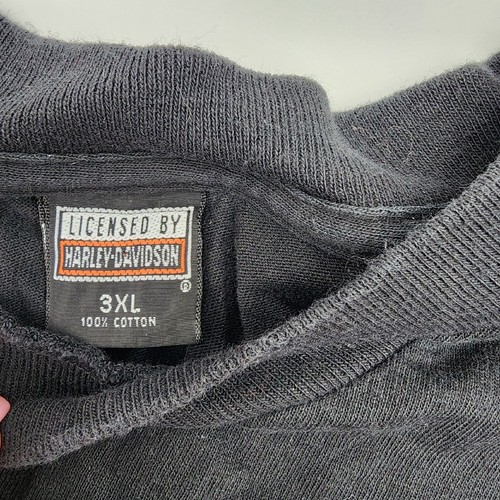 LICENSED BY
HARLEY-DAVIDSON
®
3XL
100% COTTON